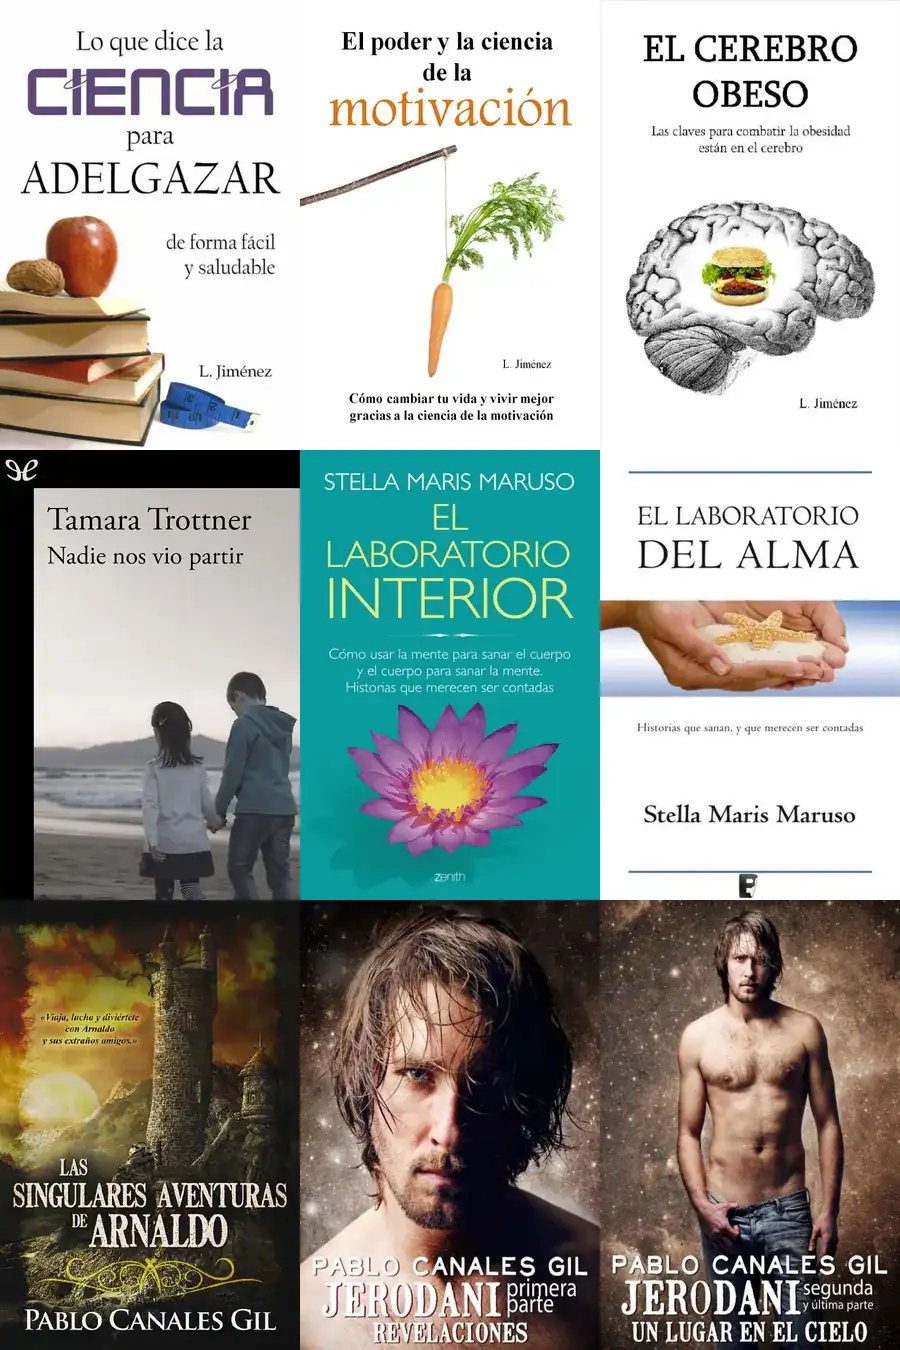 Lo que dice la
CIENCIA
para
ADELGAZAR
de forma fácil
y saludable
L. Jiménez
El poder y la ciencia
de la
motivación
L. Jiménez
Cómo cambiar tu vida y vivir mejor
gracias a la ciencia de la motivación
EL CEREBRO
OBESO
Las claves para combatir la obesidad
están en el cerebro
L. Jiménez
Tamara Trottner
Nadie nos vio partir
STELLA MARIS MARUSO
EL
LABORATORIO
INTERIOR
Cómo usar la mente para sanar el cuerpo
y el cuerpo para sanar la mente.
Historias que merecen ser contadas
zenith
EL LABORATORIO
DEL ALMA
Historias que sanan, y que merecen ser contadas
Stella Maris Maruso
B
«Viaja, lucha y diviértete
con Arnaldo
y sus extraños amigos.»
LAS
SINGULARES AVENTURAS
DE
ARNALDO
PABLO CANALES GIL
PABLO CANALES GIL
JERODANI primera
parte
REVELACIONES
PABLO CANALES GIL
JERODANI segunda
y última parte
UN LUGAR EN EL CIELO